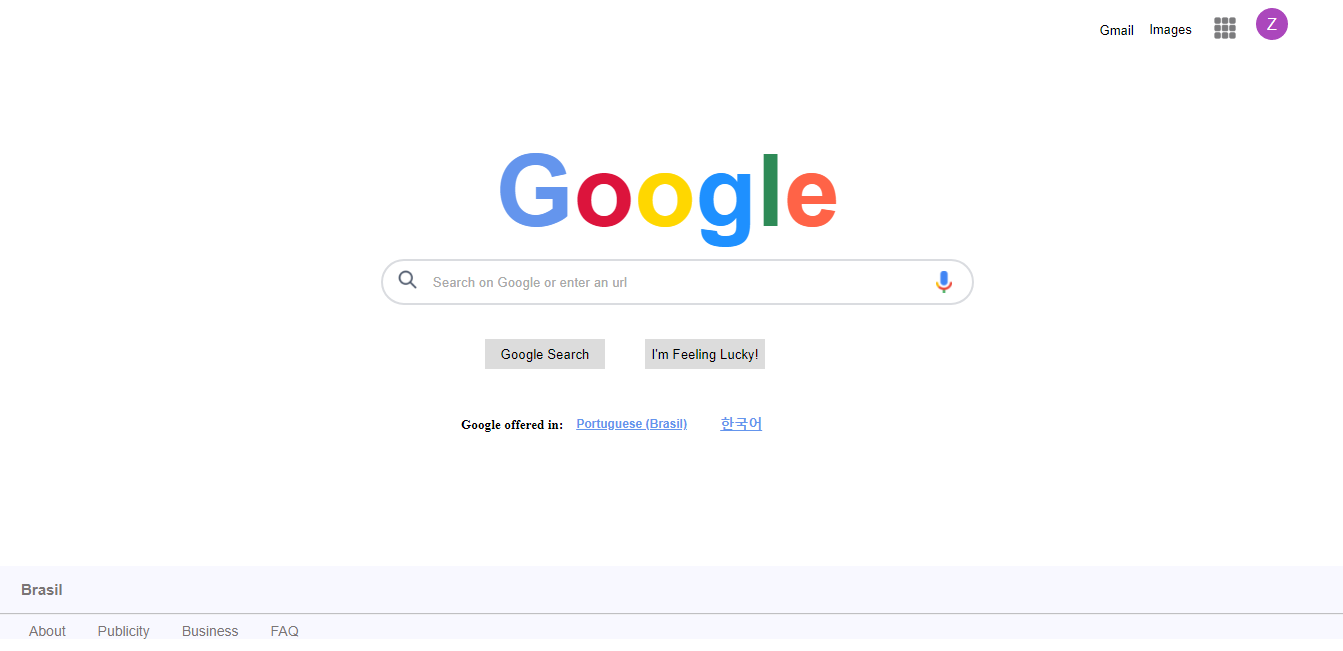 Gmail Images Z
Google
Search on Google or enter an url
Google Search I'm Feeling Lucky!
Google offered in: Portuguese (Brasil) 한국어
Brasil
About Publicity Business FAQ